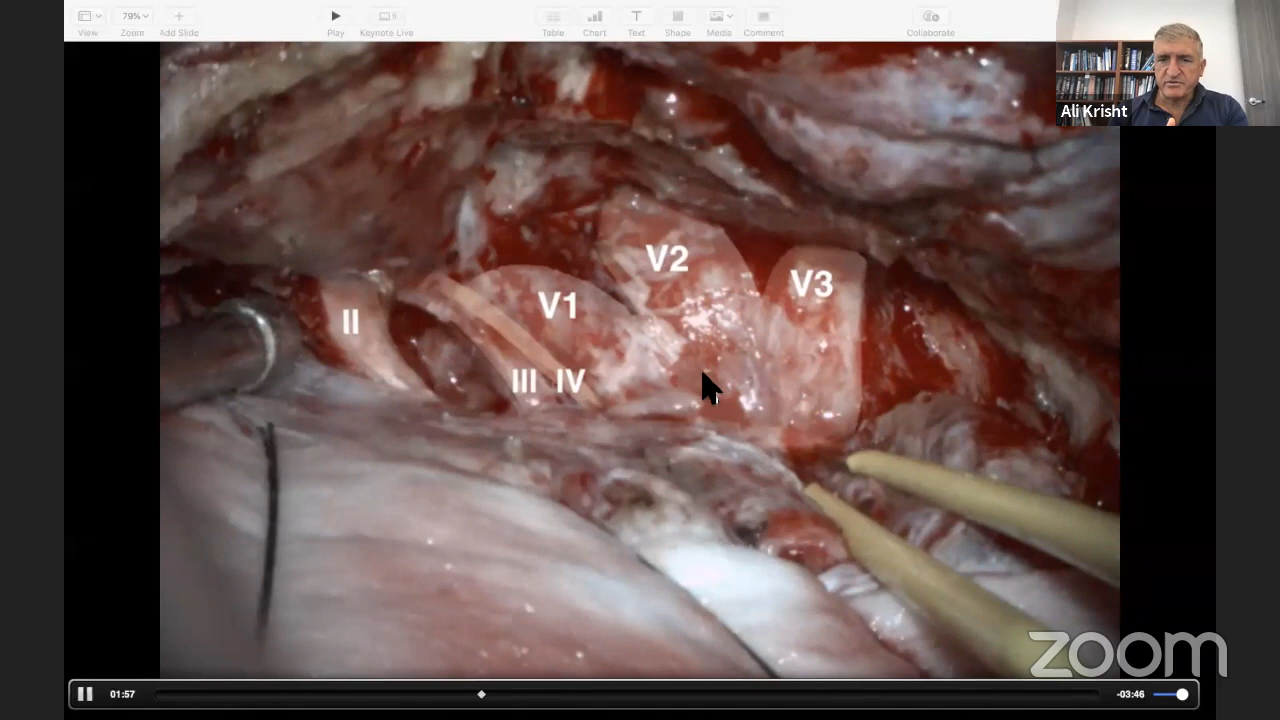 79%
View
Zoom
Add Slide
Play
Keynote Live
Table
Chart
Text
Shape
Media
Comment
Collaborate
Ali Krisht
V2
V3
V1
II
III IV
zoom
01:57
-03:46